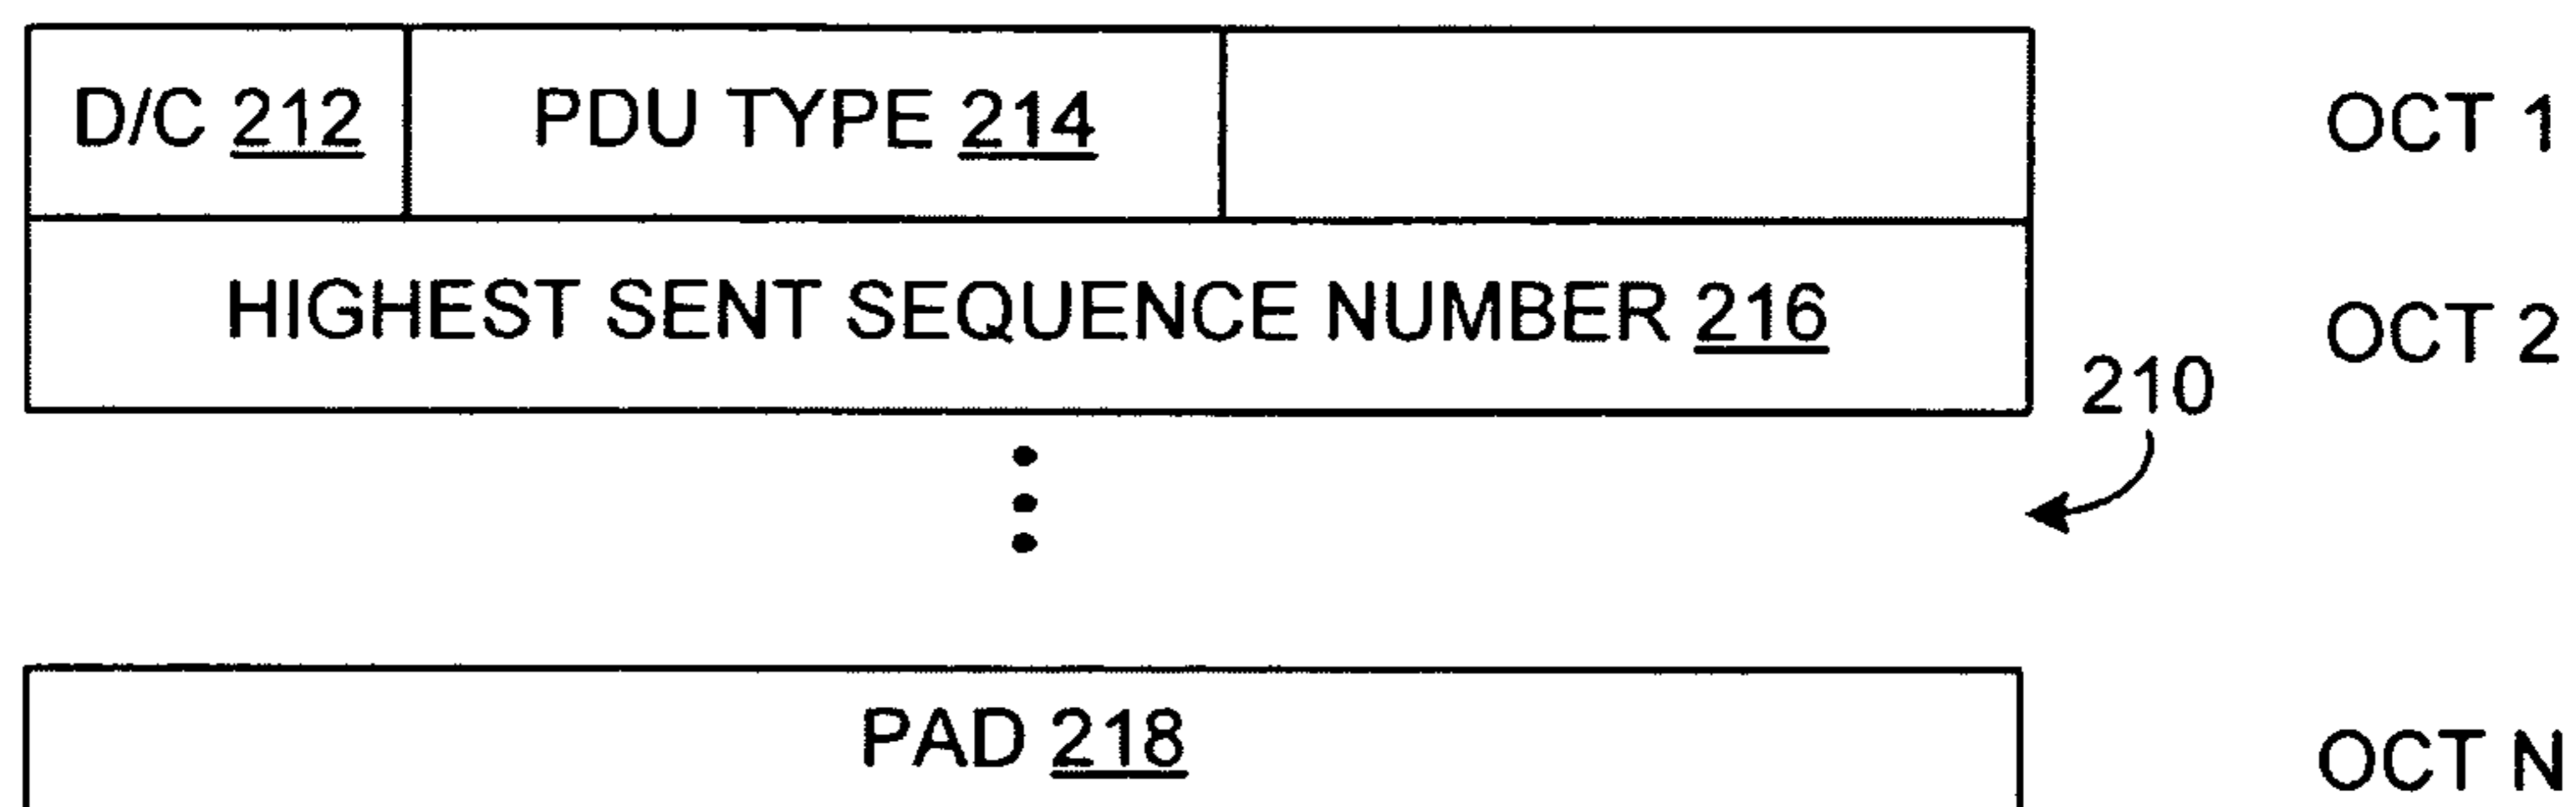 D/C 212 PDU TYPE 214 OCT 1
HIGHEST SENT SEQUENCE NUMBER 216 OCT 2
210
PAD 218 OCT N